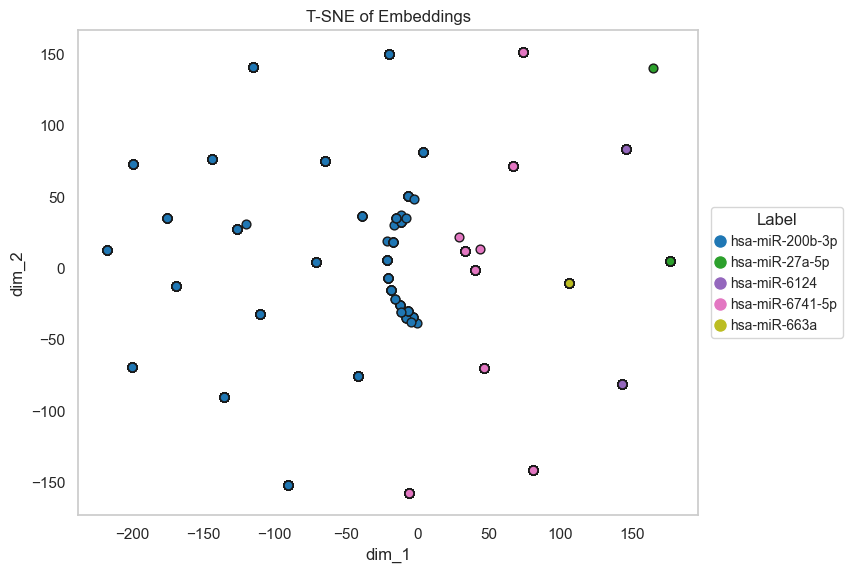 T-SNE of Embeddings
150
100
50
0
−50
−100
−150
dim_2
−200
−150
−100
−50
0
50
100
150
dim_1
Label
hsa-miR-200b-3p
hsa-miR-27a-5p
hsa-miR-6124
hsa-miR-6741-5p
hsa-miR-663a